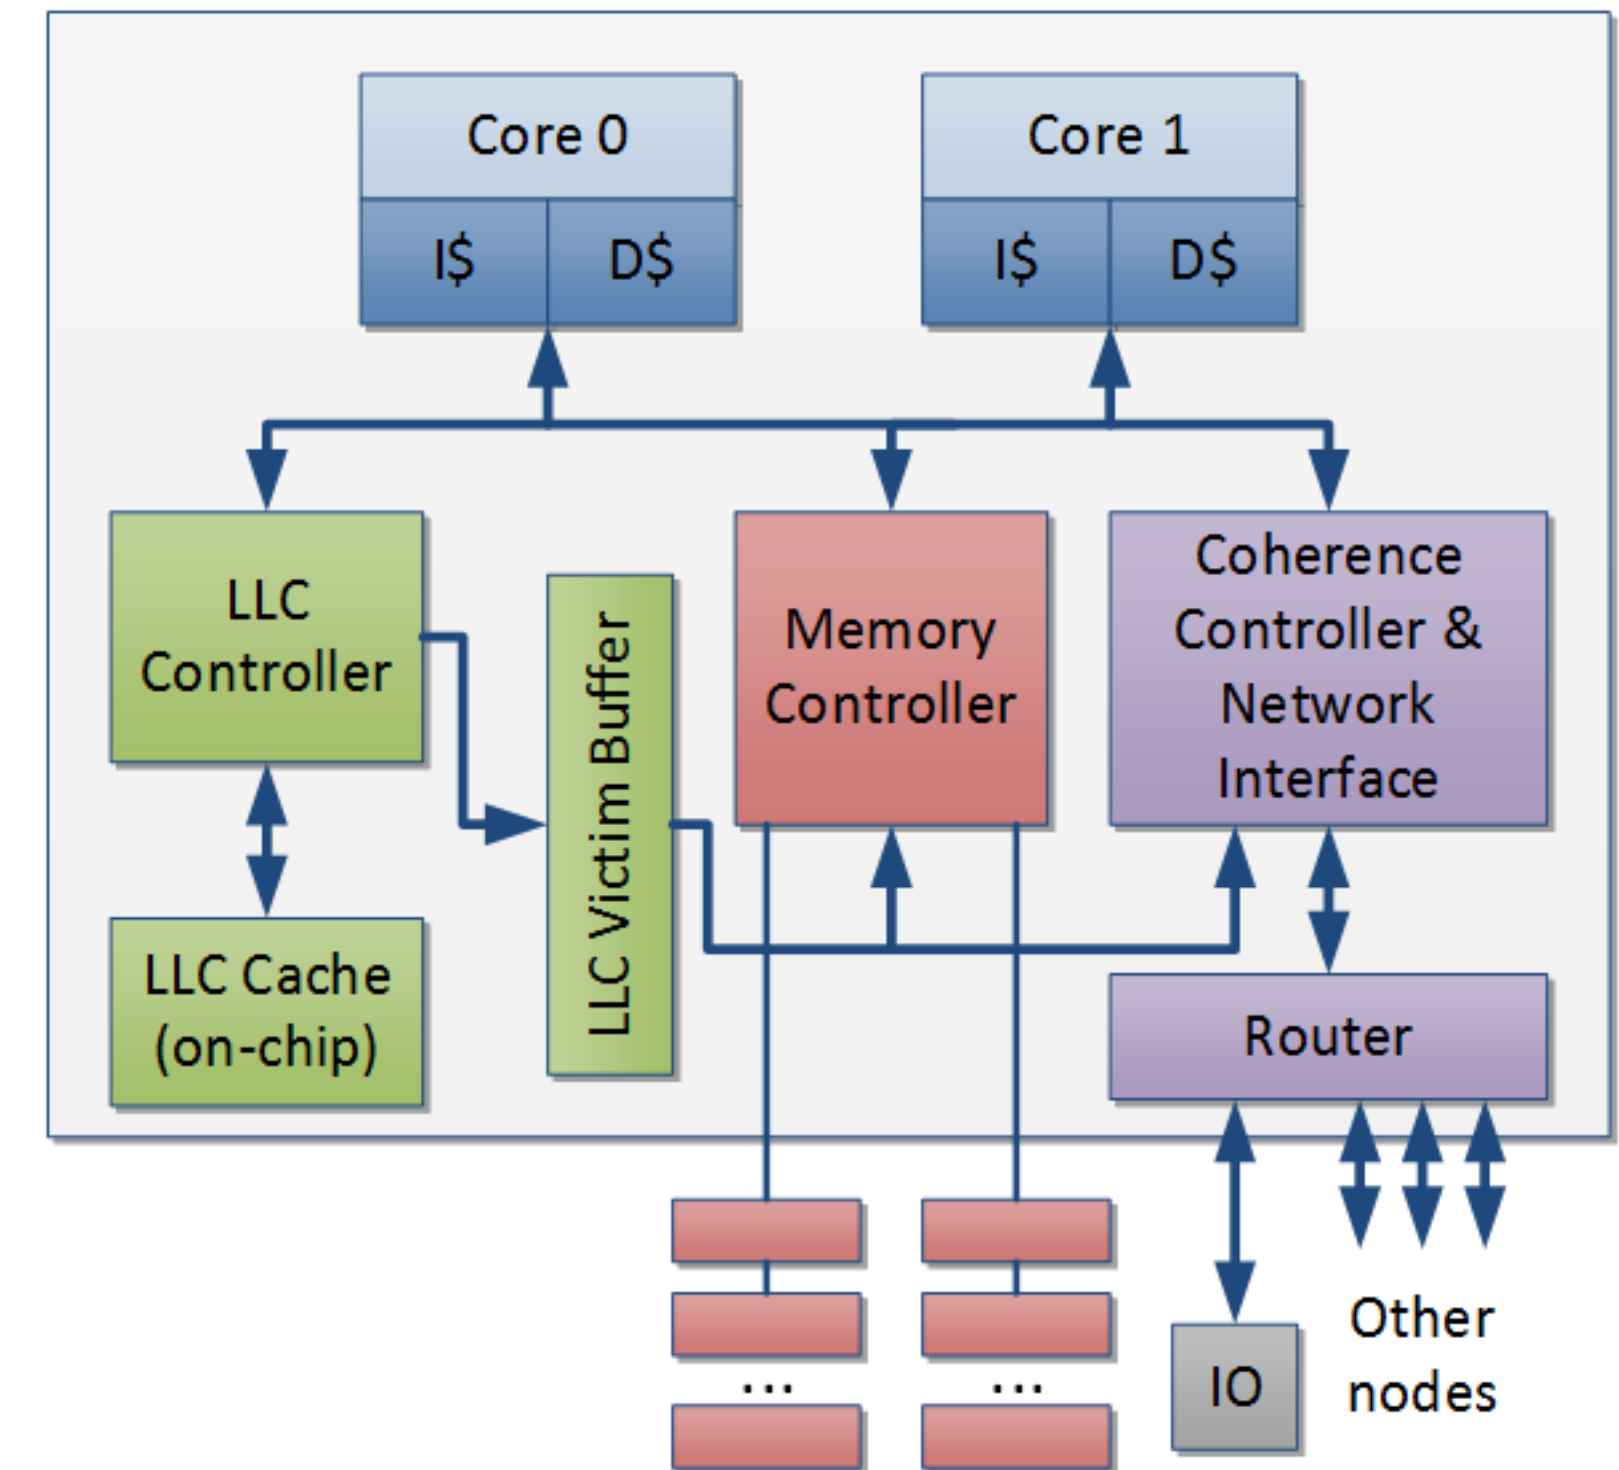 Core 0
I$ D$
Core 1
I$ D$
LLC
Controller
LLC Victim Buffer
Memory
Controller
Coherence
Controller &
Network
Interface
LLC Cache
(on-chip)
Router
...
...
IO
Other
nodes